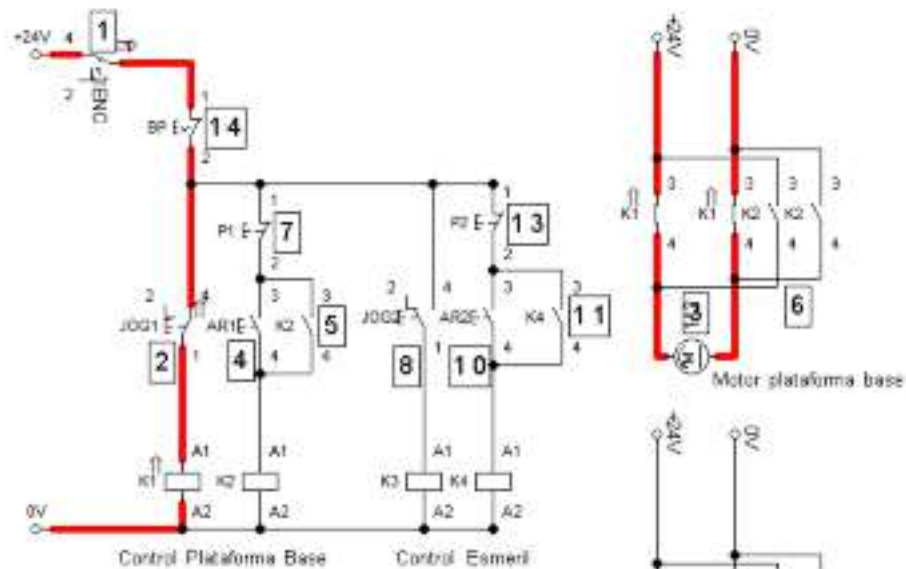 +24V 4 1
2 ENC
1
BP 14
2
1
P1 7
2
1
P2 13
2
2 4
JOG1 2
1
3 3
AR1 K2 5
4 4 4
2 4
JOG2 8
1
3 3
AR2 K4 11
10 4 4
A1 A1 A1 A1
K1 K2 K3 K4
A2 A2 A2 A2
0V
Control Plataforma Base Control Esmeril
+24V 0V
3 3 3 3
K1 K1 K2 K2
4 4 4 4
3 6
Motor plataforma base
+24V 0V